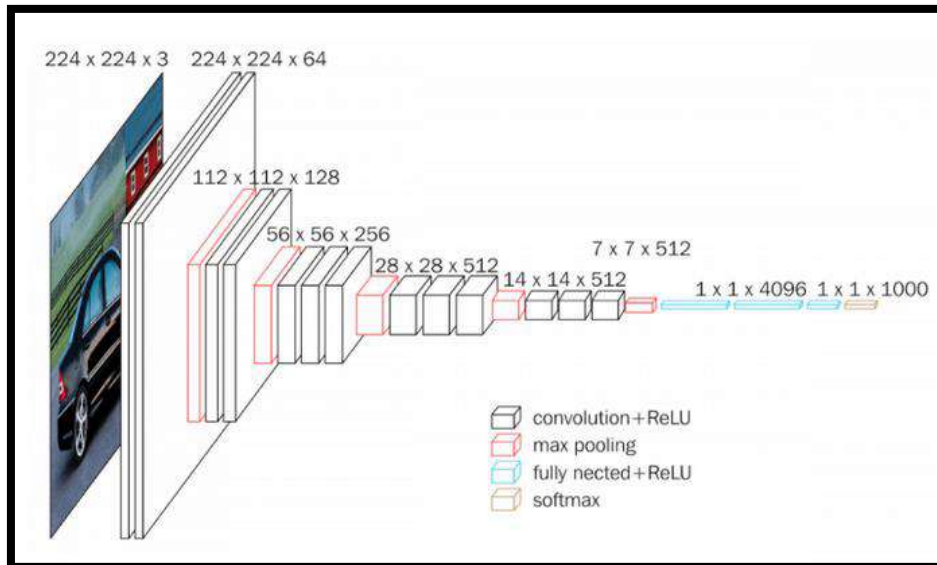 224 x 224 x 3
224 x 224 x 64
112 x 112 x 128
56 x 56 x 256
28 x 28 x 512
14 x 14 x 512
7 x 7 x 512
1 x 1 x 4096
1 x 1 x 1000
convolution+ReLU
max pooling
fully nected+ReLU
softmax